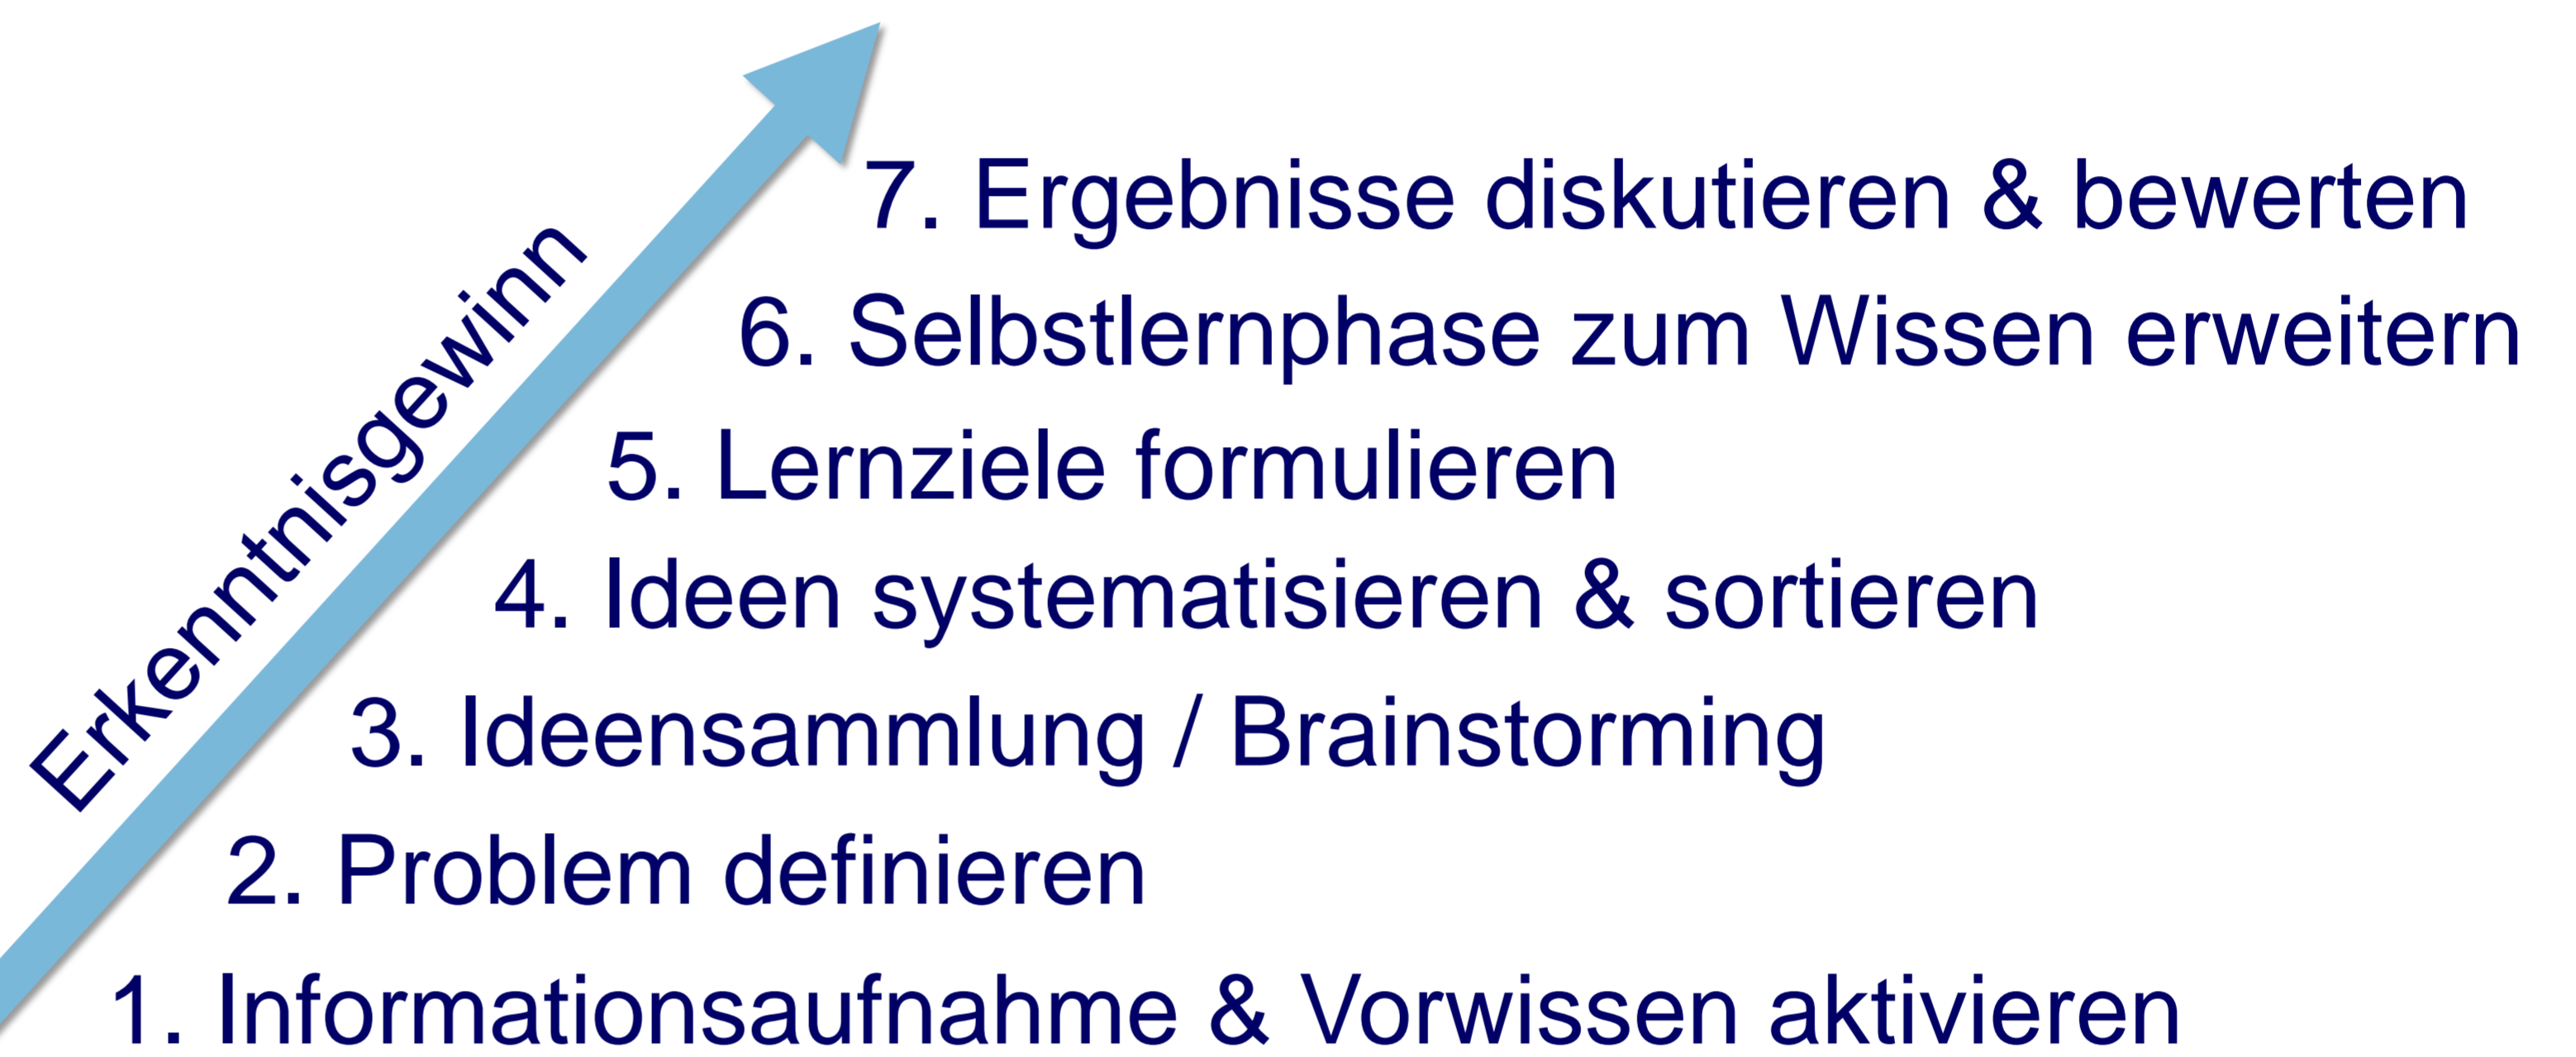 7. Ergebnisse diskutieren & bewerten
6. Selbstlernphase zum Wissen erweitern
5. Lernziele formulieren
4. Ideen systematisieren & sortieren
3. Ideensammlung / Brainstorming
2. Problem definieren
1. Informationsaufnahme & Vorwissen aktivieren
Erkenntnisgewinn